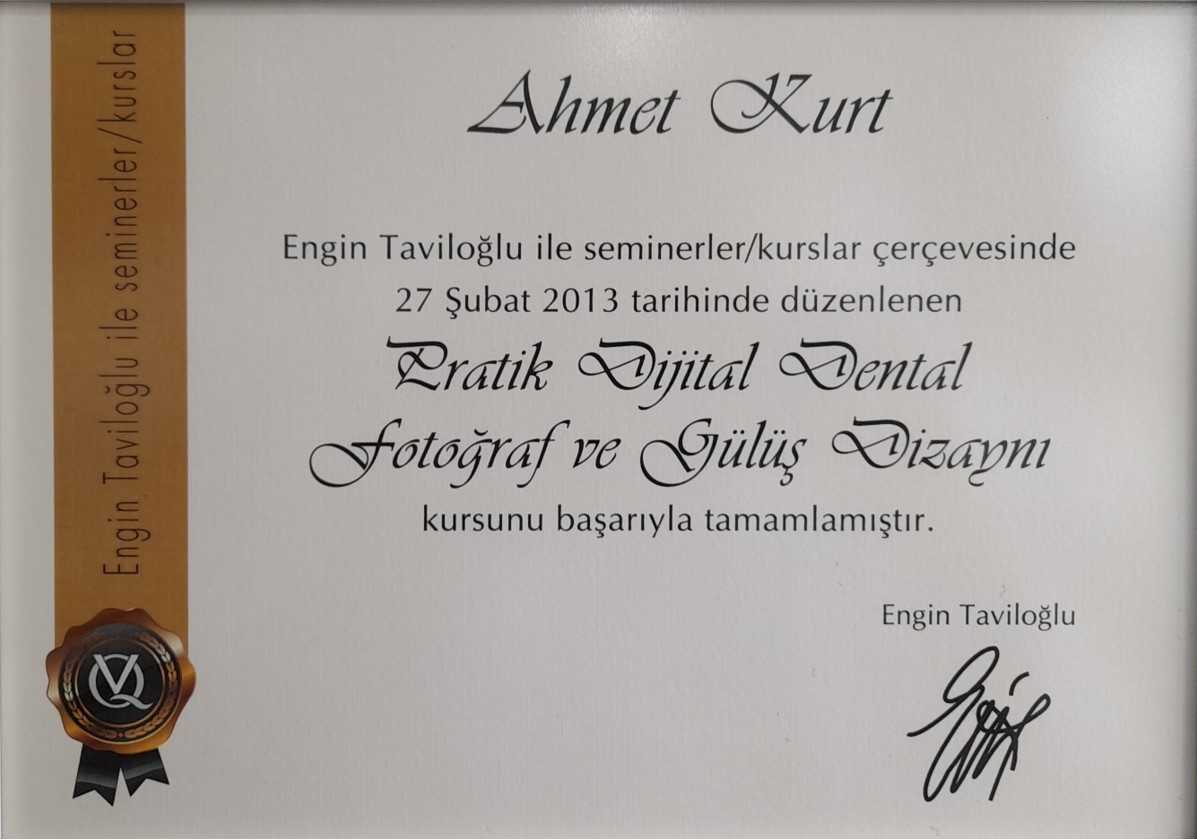 Engin Taviloğlu ile seminerler/kurslar
Ahmet Kurt
Engin Taviloğlu ile seminerler/kurslar çerçevesinde
27 Şubat 2013 tarihinde düzenlenen
Pratik Dijital Dental
Fotoğraf ve Gülüş Dizaynı
kursunu başarıyla tamamlamıştır.
Engin Taviloğlu